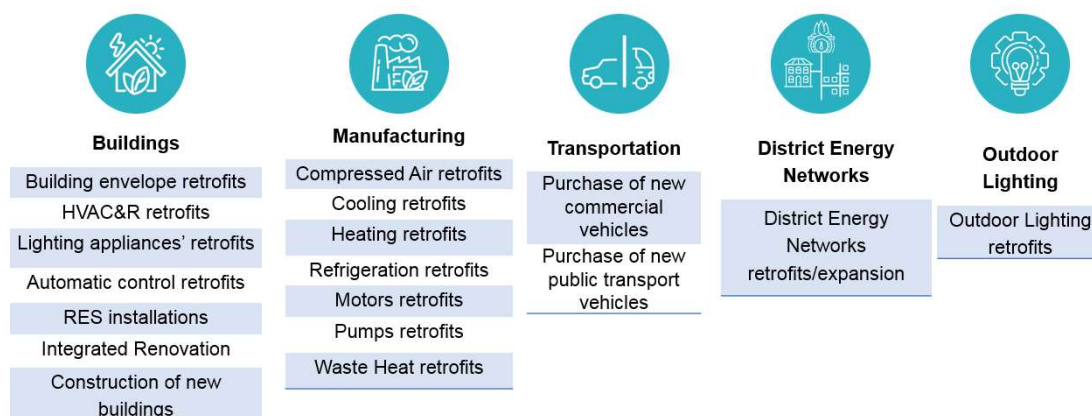 Buildings
Building envelope retrofits
HVAC&R retrofits
Lighting appliances’ retrofits
Automatic control retrofits
RES installations
Integrated Renovation
Construction of new
buildings
Manufacturing
Compressed Air retrofits
Cooling retrofits
Heating retrofits
Refrigeration retrofits
Motors retrofits
Pumps retrofits
Waste Heat retrofits
Transportation
Purchase of new
commercial
vehicles
Purchase of new
public transport
vehicles
District Energy
Networks
District Energy
Networks
retrofits/expansion
Outdoor
Lighting
Outdoor Lighting
retrofits